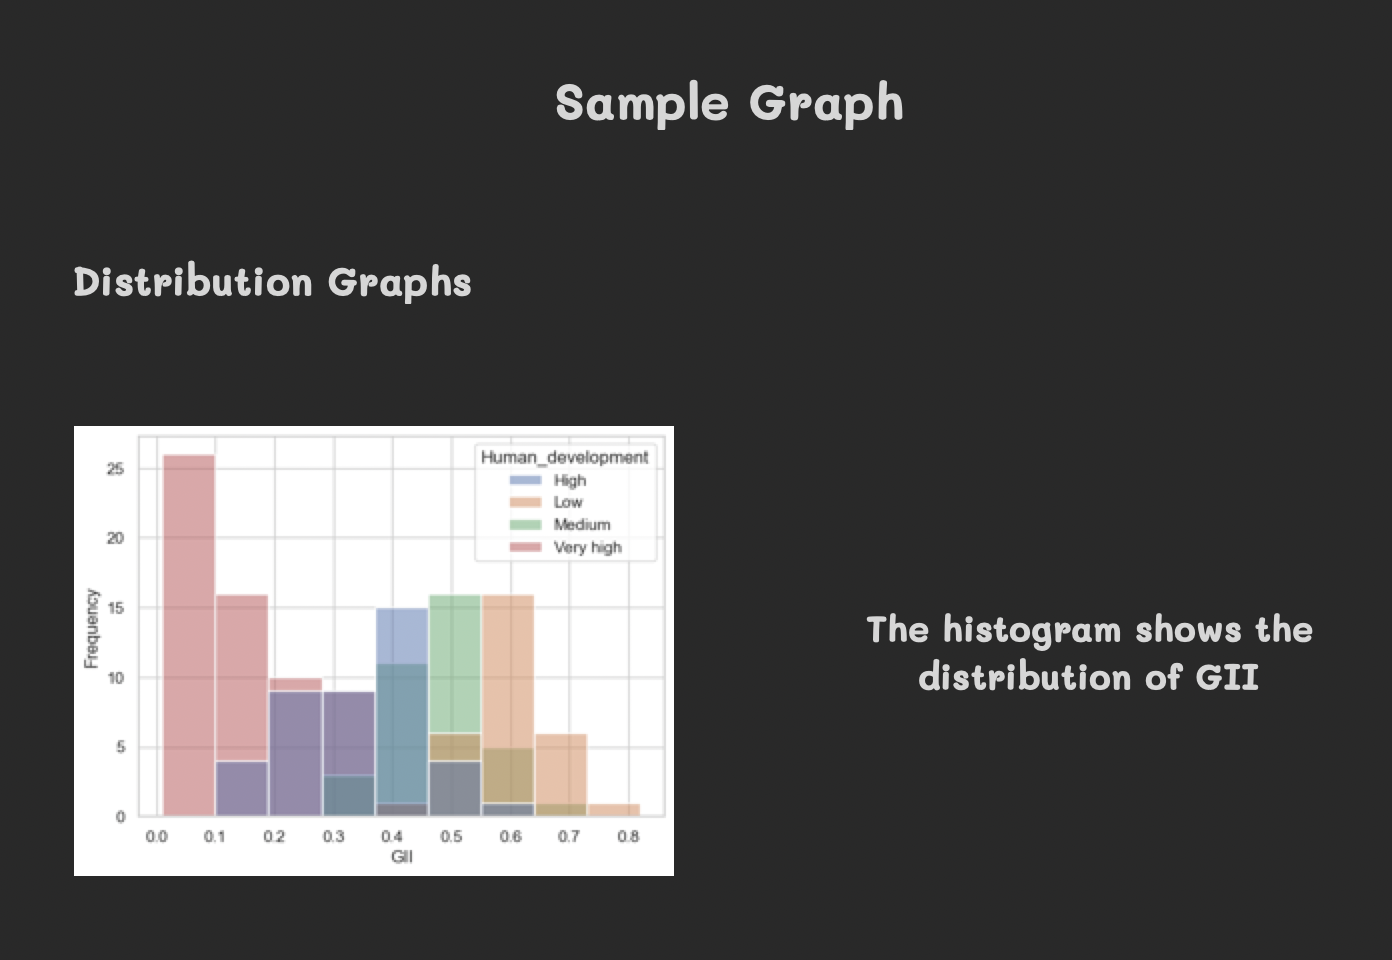 Sample Graph
Distribution Graphs
Human_development
High
Low
Medium
Very high
25
20
15
10
5
0
Frequency
0.0 0.1 0.2 0.3 0.4 0.5 0.6 0.7 0.8
GII
The histogram shows the
distribution of GII